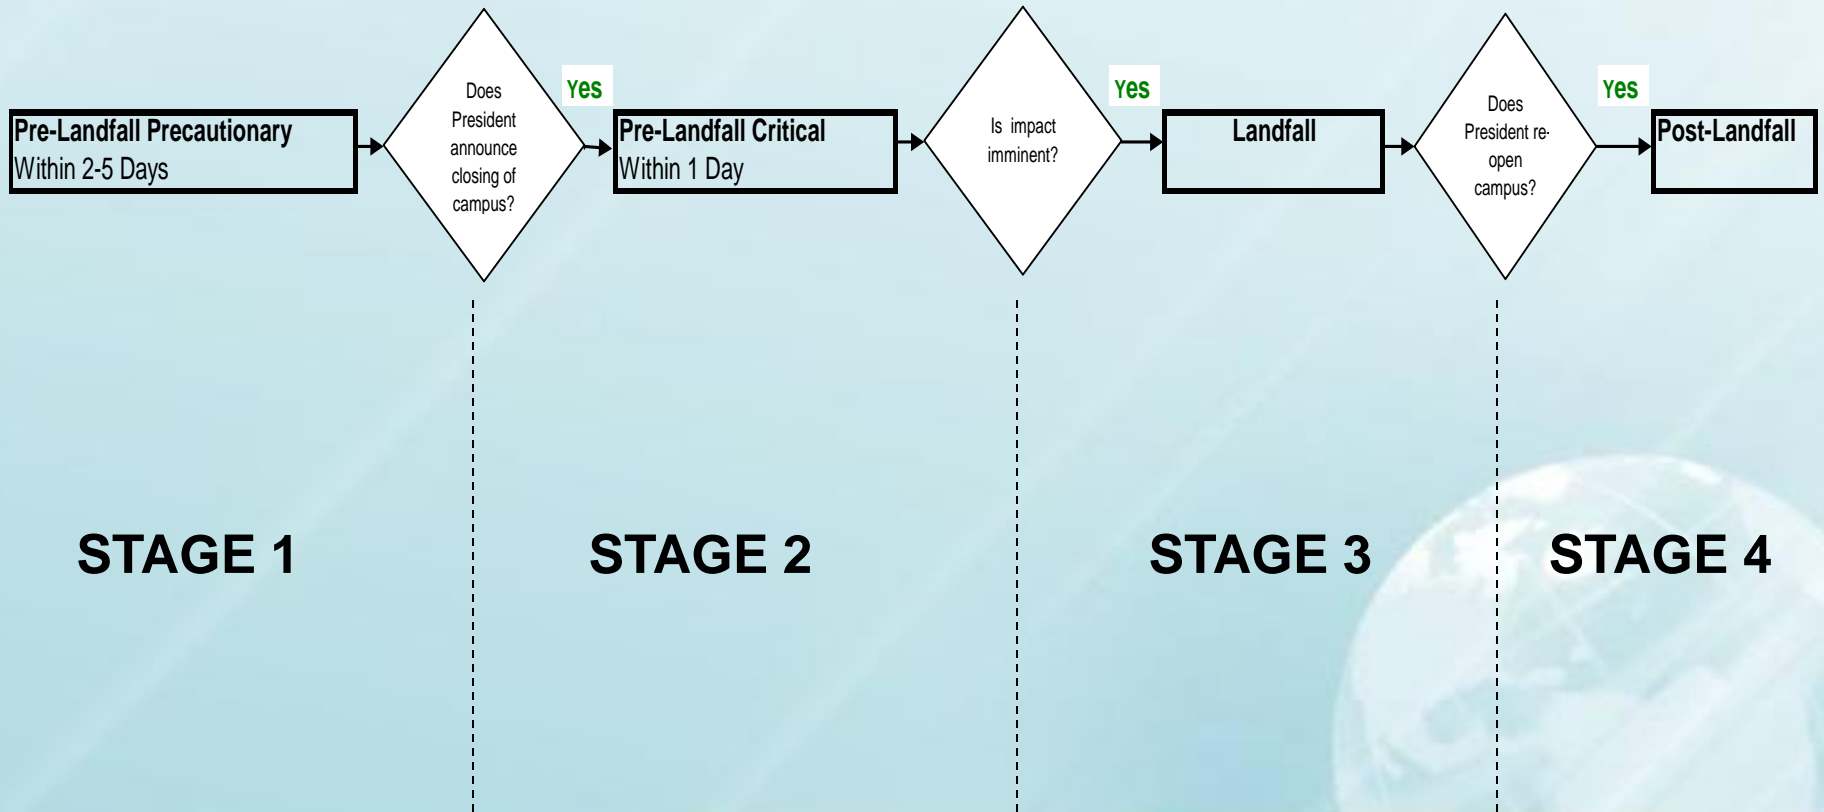 Pre-Landfall Precautionary
Within 2-5 Days
Does
President
announce
closing of
campus?
Yes
Pre-Landfall Critical
Within 1 Day
Is impact
imminent?
Yes
Landfall
Does
President re-
open
campus?
Yes
Post-Landfall
STAGE 1
STAGE 2
STAGE 3
STAGE 4